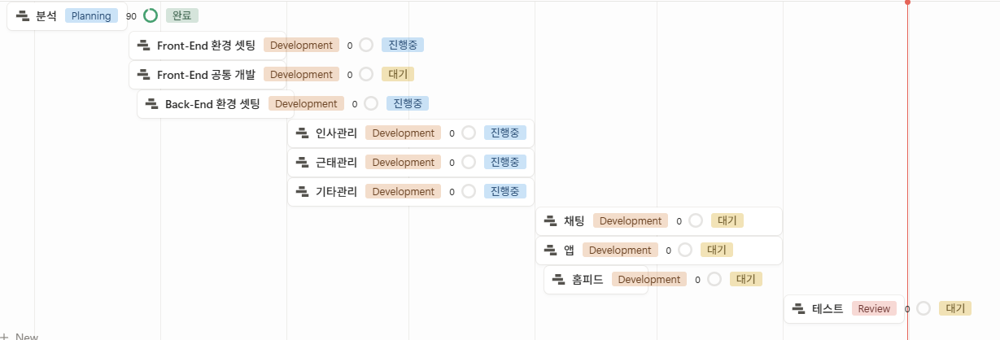 분석 Planning 90 완료
Front-End 환경 셋팅 Development 0 진행중
Front-End 공통 개발 Development 0 대기
Back-End 환경 셋팅 Development 0 진행중
인사관리 Development 0 진행중
근태관리 Development 0 진행중
기타관리 Development 0 진행중
채팅 Development 0 대기
앱 Development 0 대기
홈피드 Development 0 대기
테스트 Review 0 대기
+ New